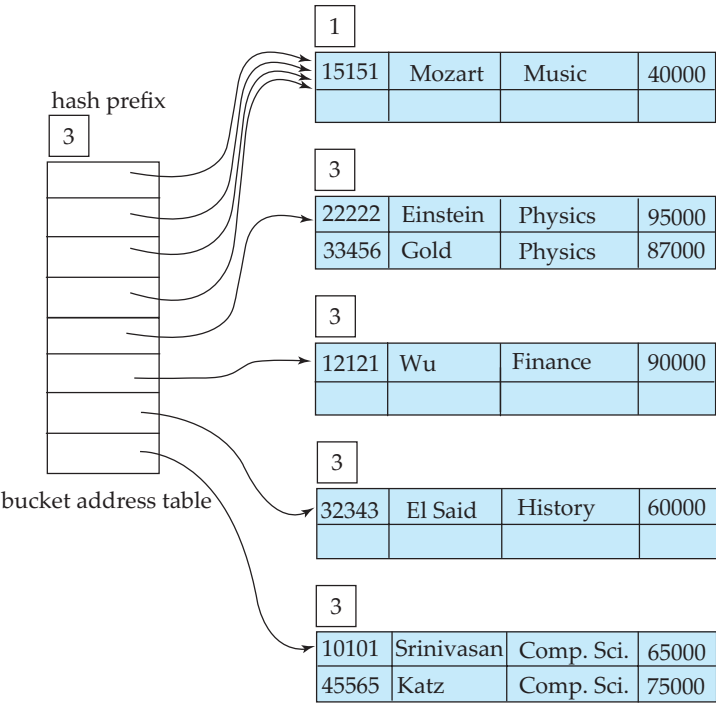 1
15151 Mozart Music 40000
hash prefix
3
3
22222 Einstein Physics 95000
33456 Gold Physics 87000
3
12121 Wu Finance 90000
3
bucket address table
32343 El Said History 60000
3
10101 Srinivasan Comp. Sci. 65000
45565 Katz Comp. Sci. 75000